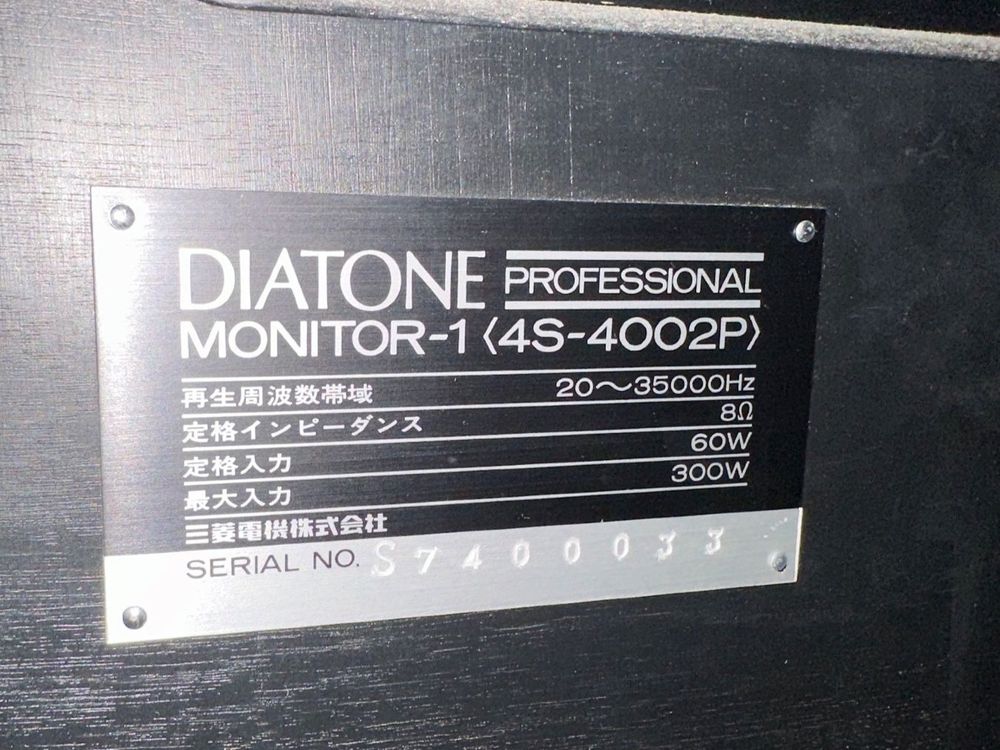 DIATONE PROFESSIONAL
MONITOR-1〈4S-4002P〉
再生周波数帯域 20〜35000Hz
定格インピーダンス 8Ω
定格入力 60W
最大入力 300W
三菱電機株式会社
SERIAL NO. S7400033